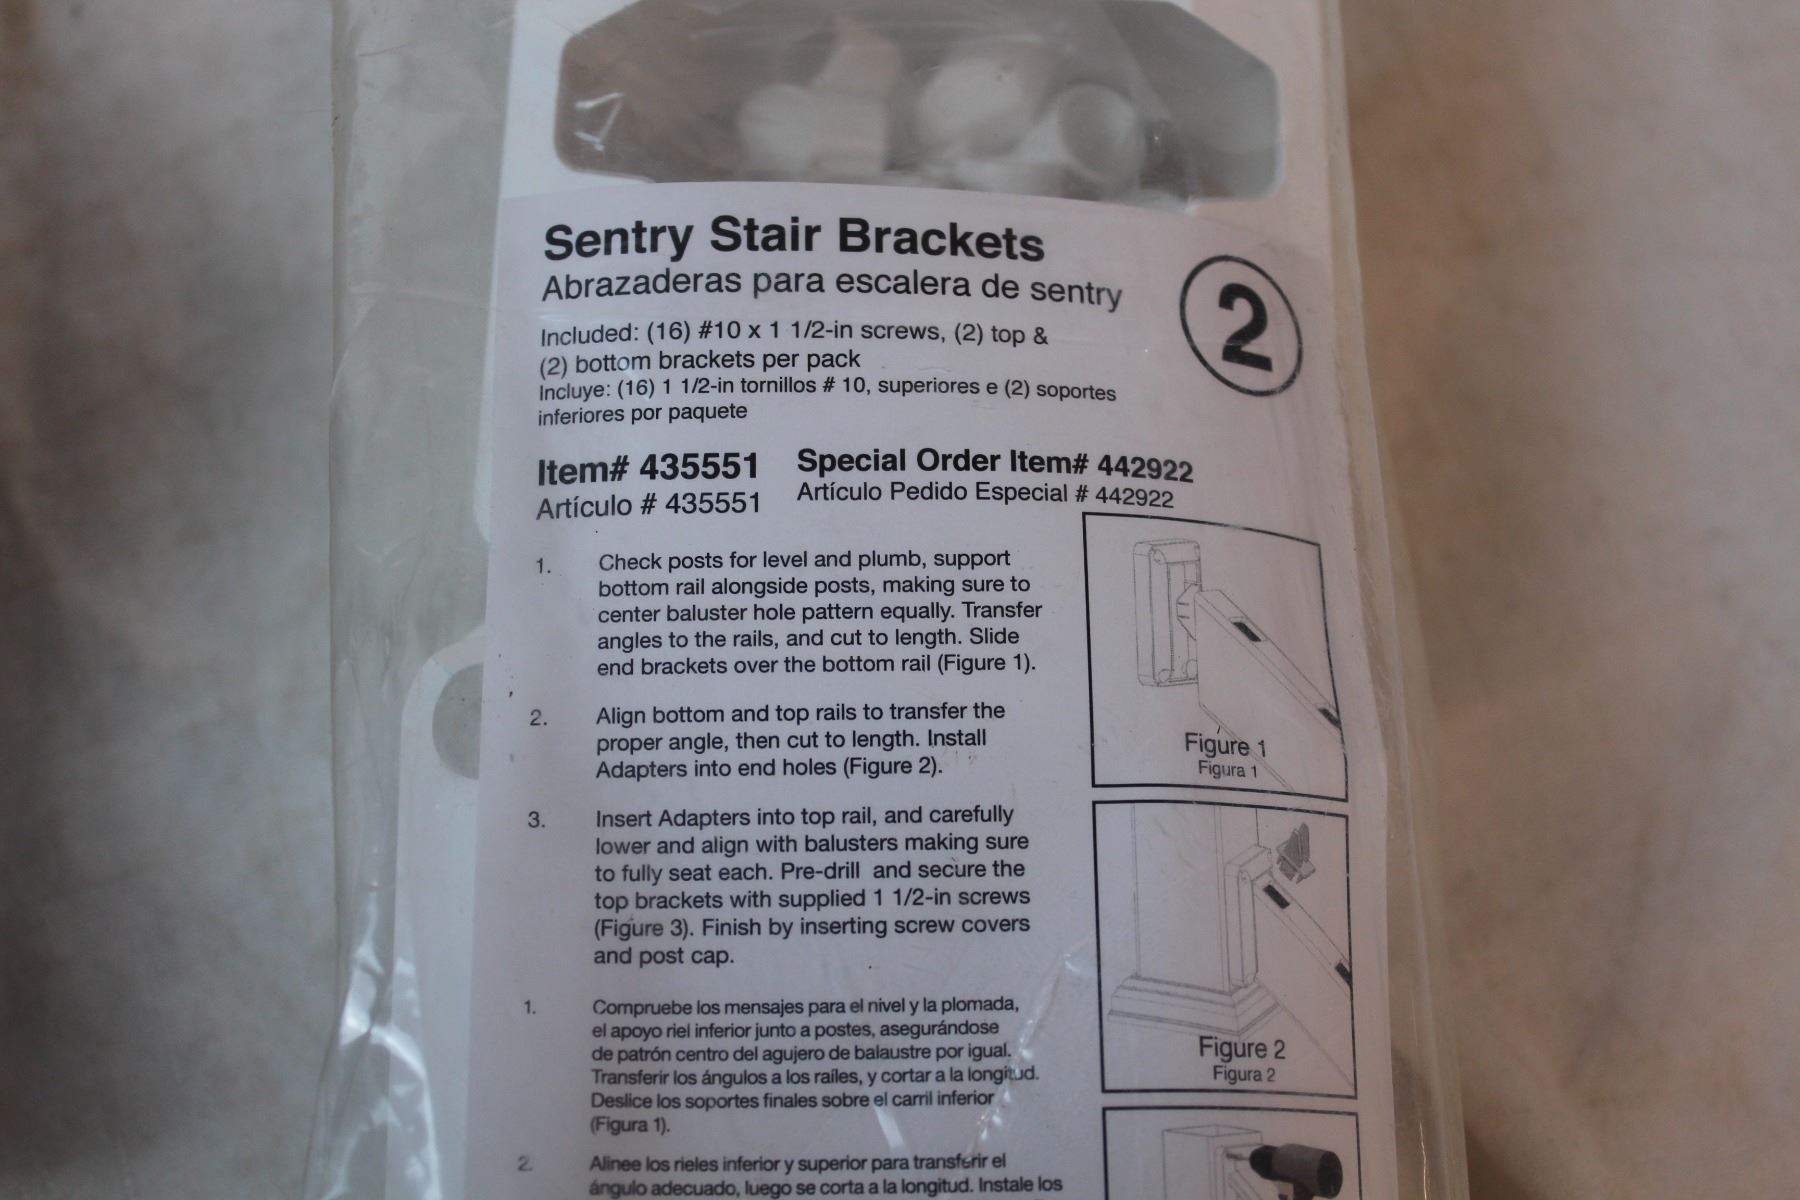 Sentry Stair Brackets
Abrazaderas para escalera de sentry
2
Included: (16) #10 x 1 1/2-in screws, (2) top &
(2) bottom brackets per pack
Incluye: (16) 1 1/2-in tornillos # 10, superiores e (2) soportes
inferiores por paquete
Item# 435551
Artículo # 435551
Special Order Item# 442922
Artículo Pedido Especial # 442922
1. Check posts for level and plumb, support
bottom rail alongside posts, making sure to
center baluster hole pattern equally. Transfer
angles to the rails, and cut to length. Slide
end brackets over the bottom rail (Figure 1).
2. Align bottom and top rails to transfer the
proper angle, then cut to length. Install
Adapters into end holes (Figure 2).
3. Insert Adapters into top rail, and carefully
lower and align with balusters making sure
to fully seat each. Pre-drill and secure the
top brackets with supplied 1 1/2-in screws
(Figure 3). Finish by inserting screw covers
and post cap.
1. Compruebe los mensajes para el nivel y la plomada,
el apoyo riel inferior junto a postes, asegurándose
de patrón centro del agujero de balaustre por igual.
Transferir los ángulos a los raíles, y cortar a la longitud.
Deslice los soportes finales sobre el carril inferior
(Figura 1).
2. Alinee los rieles inferior y superior para transferir el
ángulo adecuado, luego se corta a la longitud. Instale los
Figure 1
Figura 1
Figure 2
Figura 2